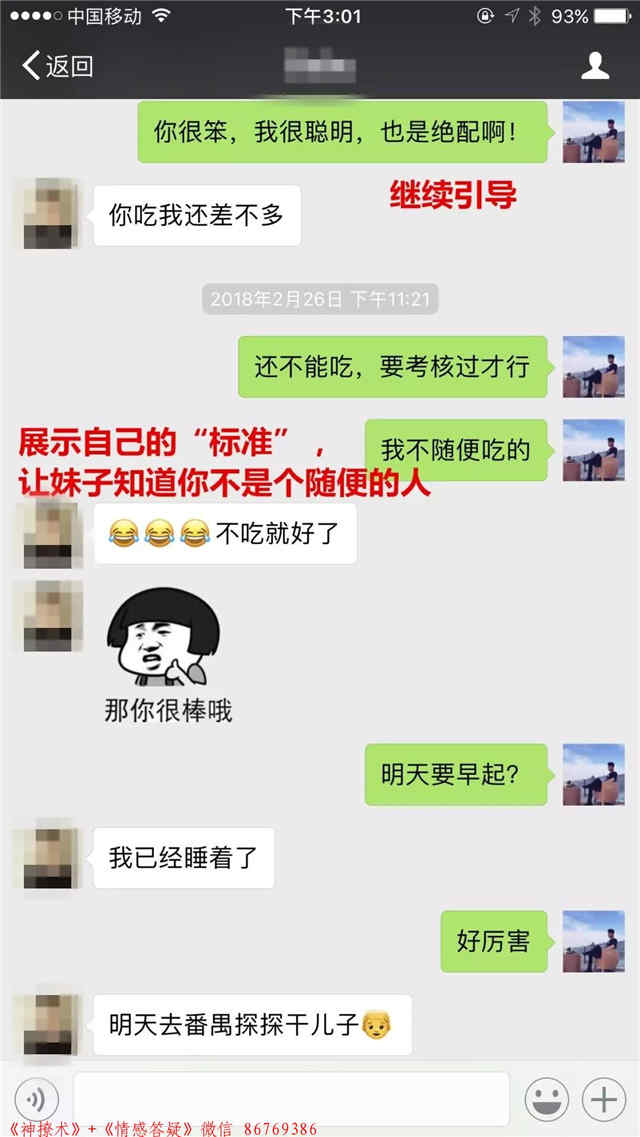 中国移动 下午3:01 93%
返回
你很笨，我很聪明，也是绝配啊！
继续引导
你吃我还差不多
2018年2月26日 下午11:21
还不能吃，要考核过才行
展示自己的“标准”，
我不随便吃的
让妹子知道你不是个随便的人
😂😂😂不吃就好了
那你很棒哦
明天要早起？
我已经睡着了
好厉害
明天去番禺探探干儿子👴
《神撩术》+《情感答疑》微信 86769386